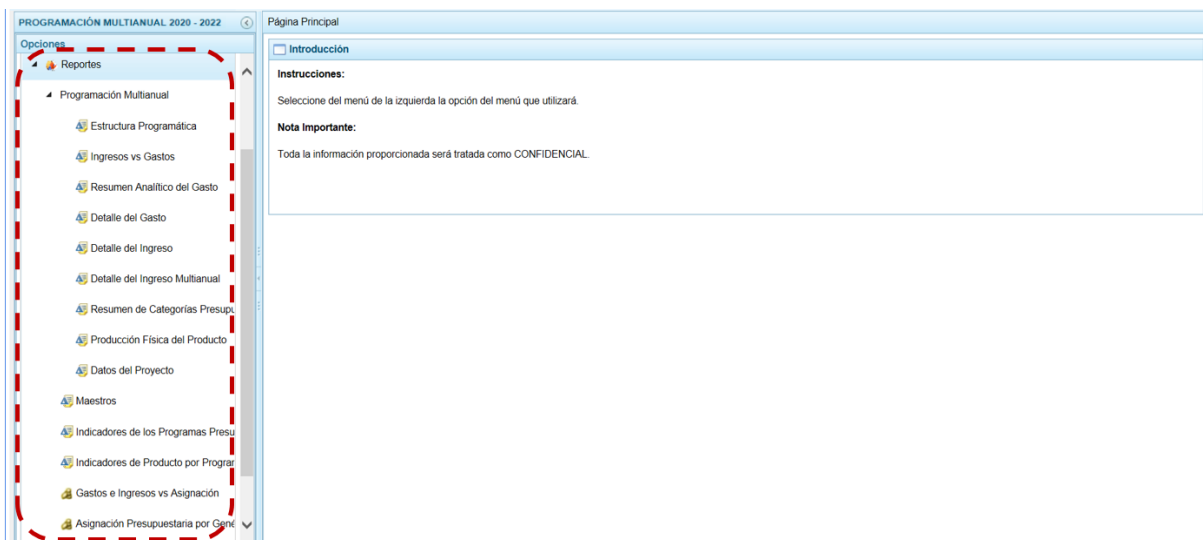 PROGRAMACIÓN MULTIANUAL 2020 - 2022
Opciones
Reportes
Programación Multianual
Estructura Programática
Ingresos vs Gastos
Resumen Analítico del Gasto
Detalle del Gasto
Detalle del Ingreso
Detalle del Ingreso Multianual
Resumen de Categorías Presupu
Producción Física del Producto
Datos del Proyecto
Maestros
Indicadores de los Programas Presu
Indicadores de Producto por Program
Gastos e Ingresos vs Asignación
Asignación Presupuestaria por Gené
Página Principal
Introducción
Instrucciones:
Seleccione del menú de la izquierda la opción del menú que utilizará.
Nota Importante:
Toda la información proporcionada será tratada como CONFIDENCIAL.